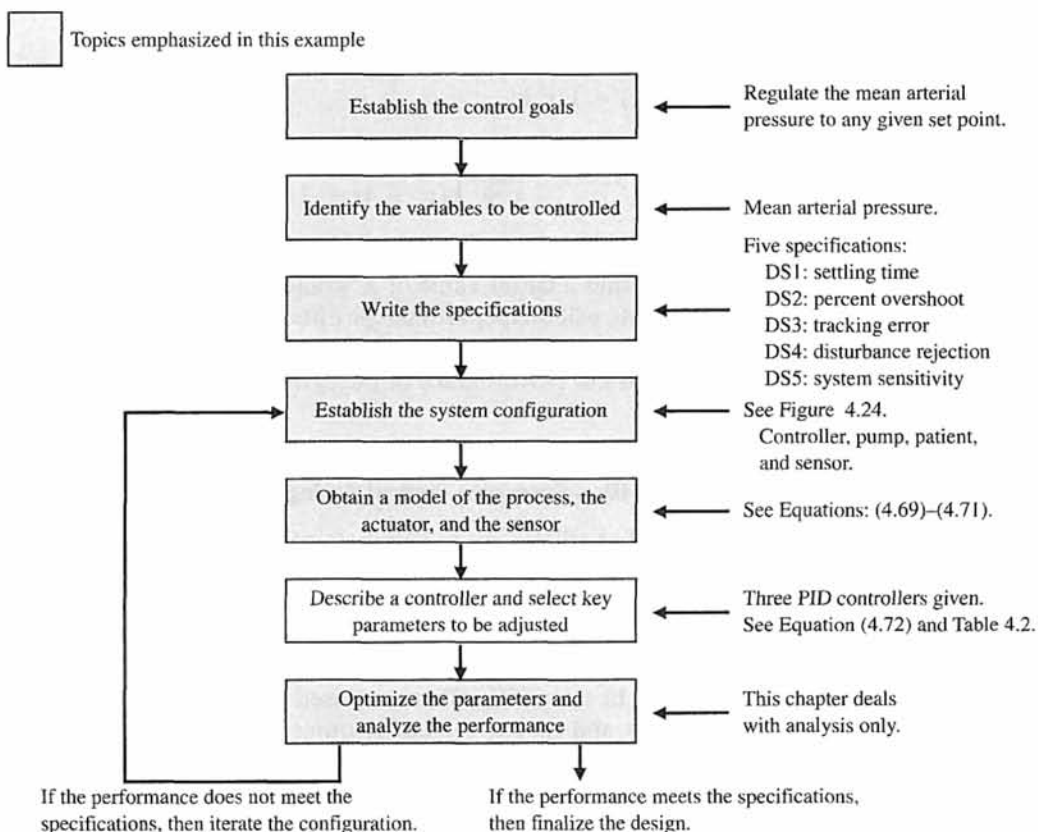 Topics emphasized in this example
Establish the control goals
Regulate the mean arterial
pressure to any given set point.
Identify the variables to be controlled
Mean arterial pressure.
Write the specifications
Five specifications:
DS1: settling time
DS2: percent overshoot
DS3: tracking error
DS4: disturbance rejection
DS5: system sensitivity
Establish the system configuration
See Figure 4.24.
Controller, pump, patient,
and sensor.
Obtain a model of the process, the
actuator, and the sensor
See Equations: (4.69)–(4.71).
Describe a controller and select key
parameters to be adjusted
Three PID controllers given.
See Equation (4.72) and Table 4.2.
Optimize the parameters and
analyze the performance
This chapter deals
with analysis only.
If the performance does not meet the
specifications, then iterate the configuration.
If the performance meets the specifications,
then finalize the design.